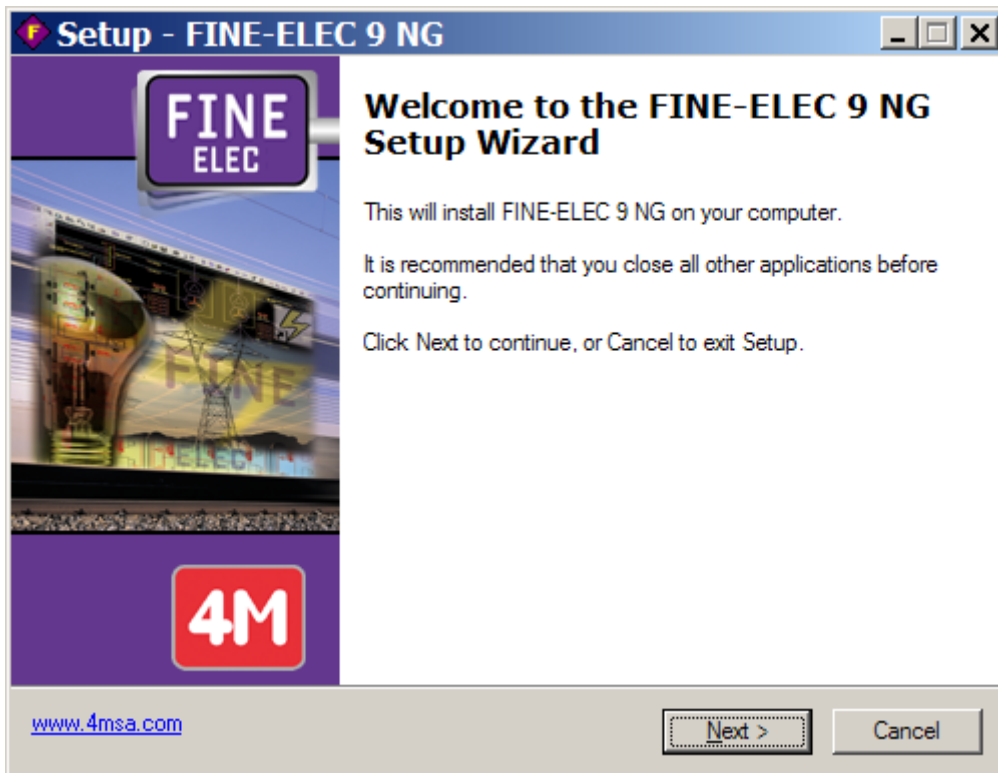 Setup - FINE-ELEC 9 NG
FINE
ELEC
Welcome to the FINE-ELEC 9 NG
Setup Wizard
This will install FINE-ELEC 9 NG on your computer.
It is recommended that you close all other applications before
continuing.
Click Next to continue, or Cancel to exit Setup.
FINE
ELEC
4M
www.4msa.com
Next >
Cancel